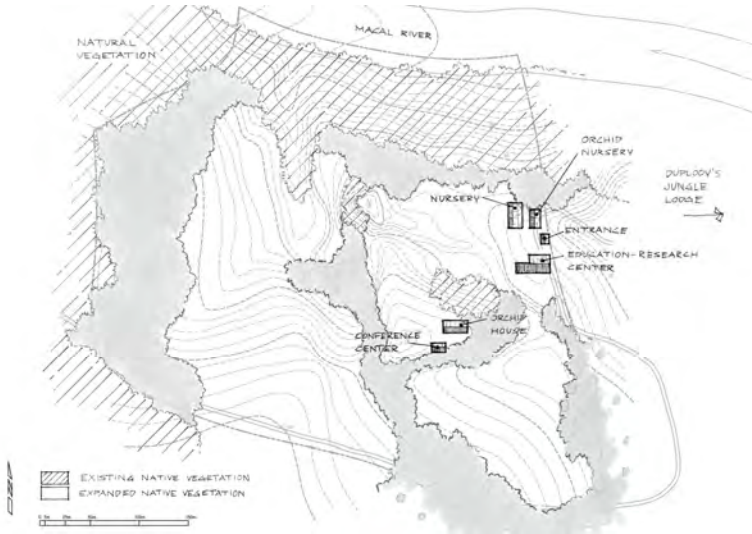 NATURAL
VEGETATION
MACAL RIVER
ORCHID
NURSERY
DUPLOOY'S
JUNGLE
LODGE
NURSERY
ENTRANCE
EDUCATION-RESEARCH
CENTER
ORCHID
HOUSE
CONFERENCE
CENTER
EXISTING NATIVE VEGETATION
EXPANDED NATIVE VEGETATION